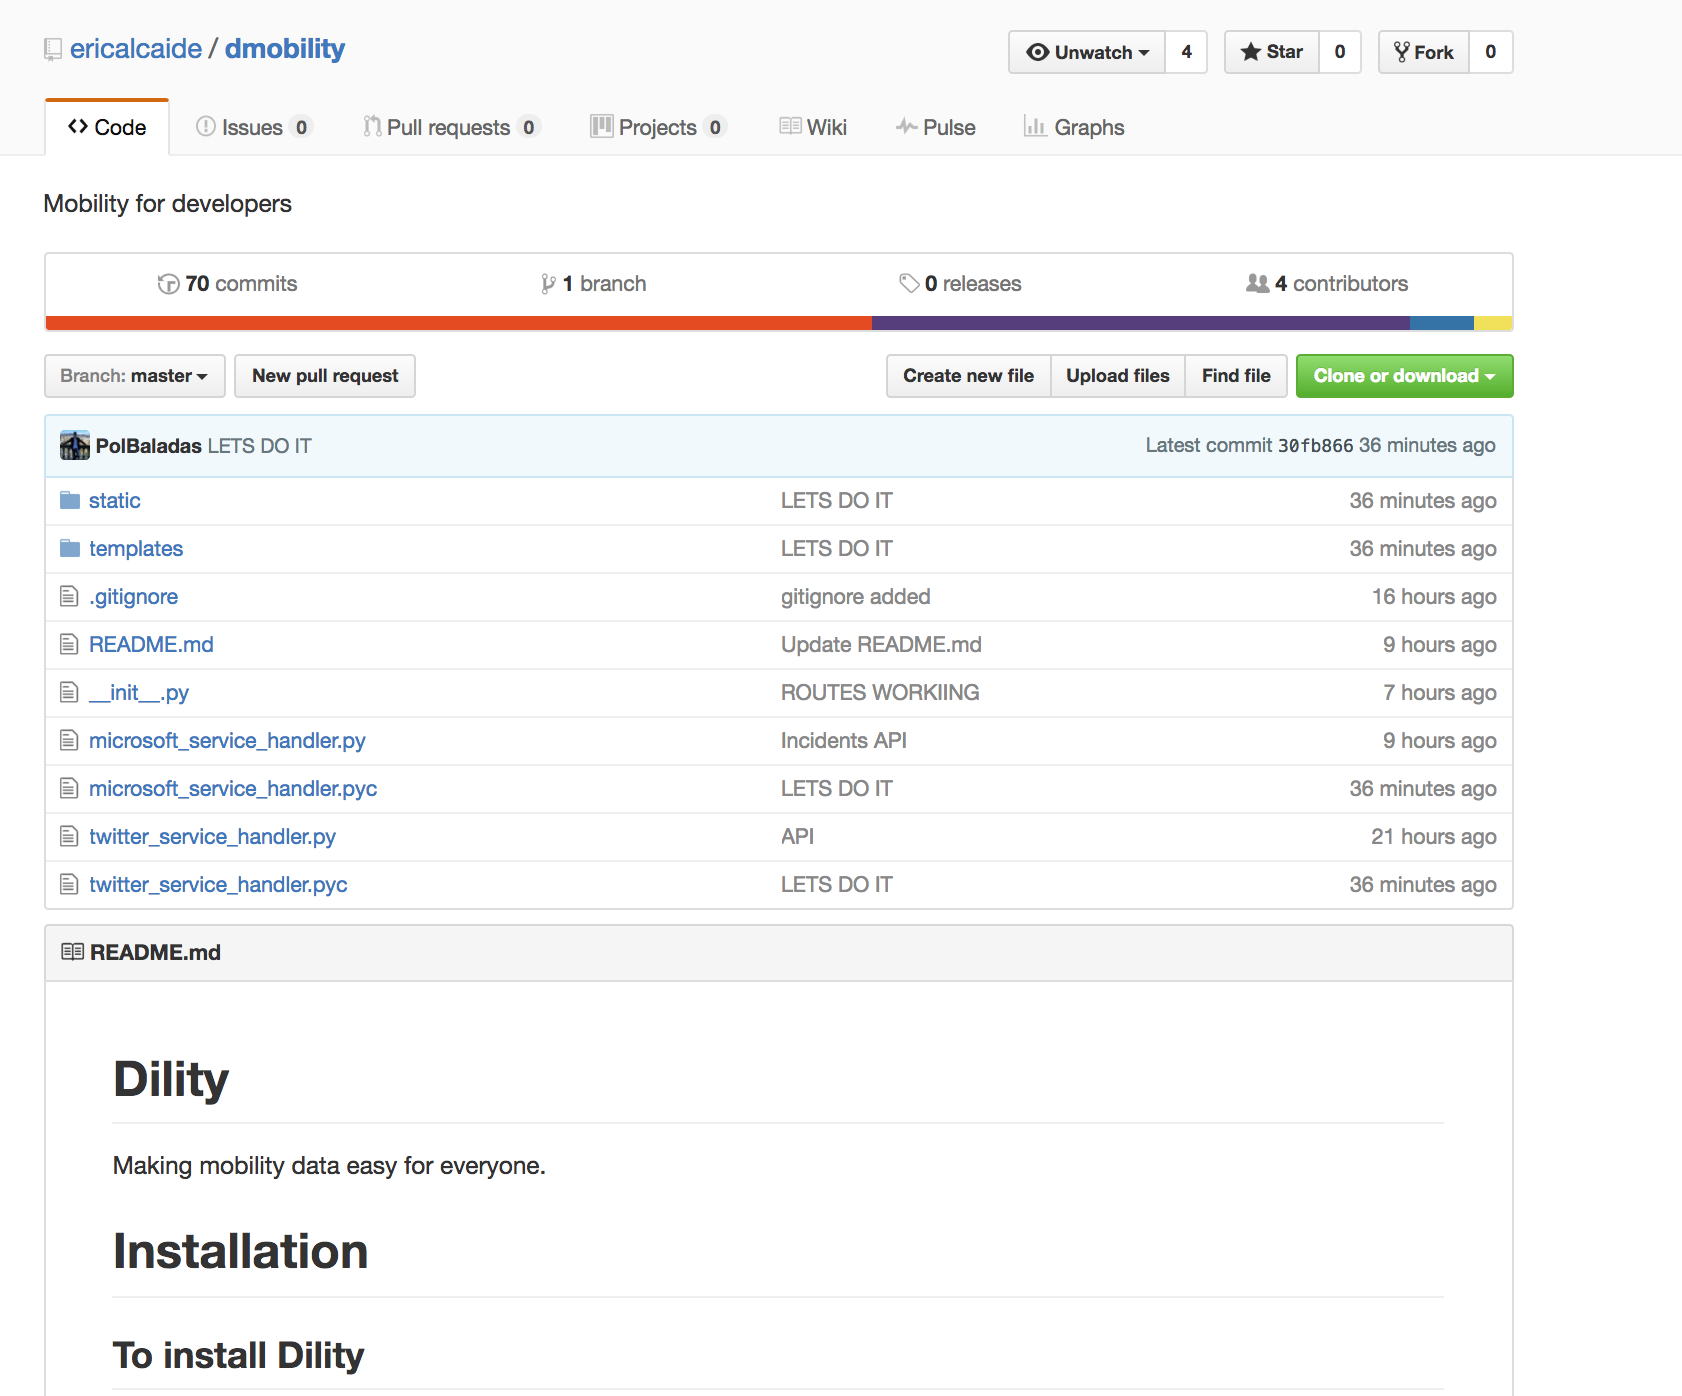 ericalcaide / dmobility
Unwatch 4 Star 0 Fork 0
Code Issues 0 Pull requests 0 Projects 0 Wiki Pulse Graphs
Mobility for developers
70 commits 1 branch 0 releases 4 contributors
Branch: master New pull request Create new file Upload files Find file Clone or download
PolBaladas LETS DO IT Latest commit 30fb866 36 minutes ago
static LETS DO IT 36 minutes ago
templates LETS DO IT 36 minutes ago
.gitignore gitignore added 16 hours ago
README.md Update README.md 9 hours ago
__init__.py ROUTES WORKIING 7 hours ago
microsoft_service_handler.py Incidents API 9 hours ago
microsoft_service_handler.pyc LETS DO IT 36 minutes ago
twitter_service_handler.py API 21 hours ago
twitter_service_handler.pyc LETS DO IT 36 minutes ago
README.md
Dility
Making mobility data easy for everyone.
Installation
To install Dility